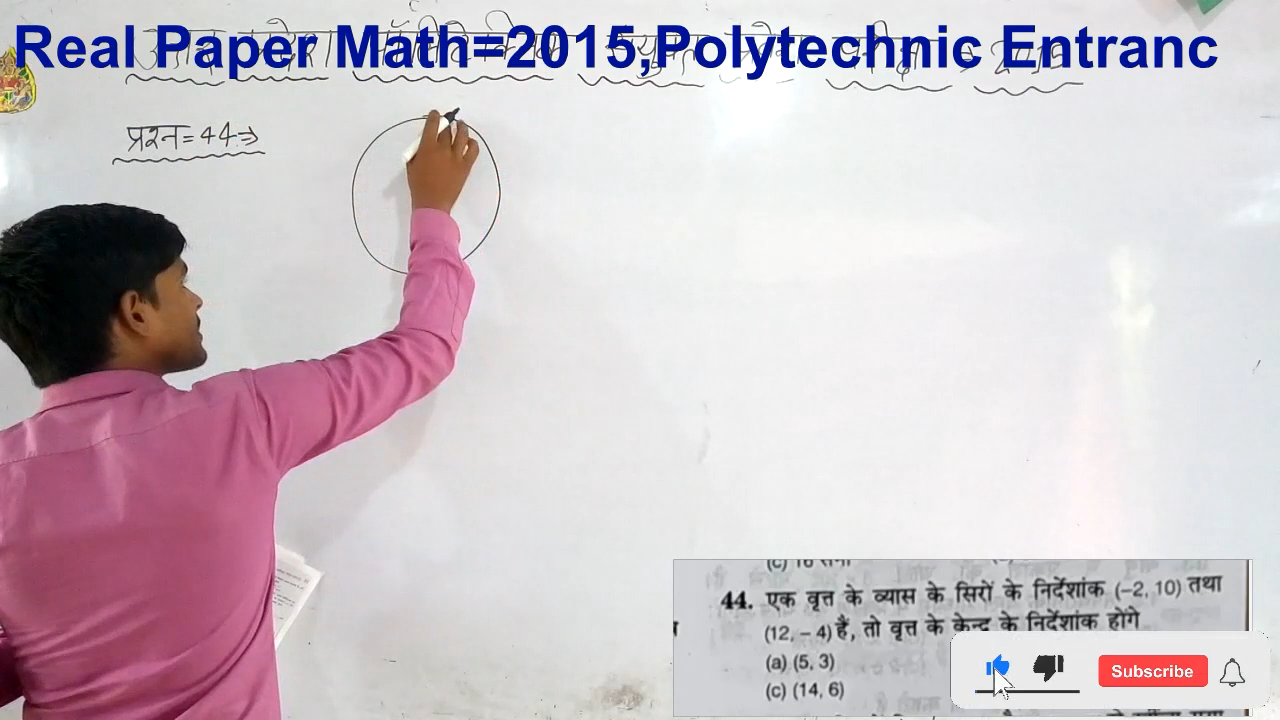 Real Paper Math=2015,Polytechnic Entranc
प्रश्न=44⇒
44. एक वृत्त के व्यास के सिरों के निर्देशांक (−2, 10) तथा
(12, − 4) हैं, तो वृत्त के केन्द्र के निर्देशांक होंगे
(a) (5, 3)
(c) (14, 6)
Subscribe